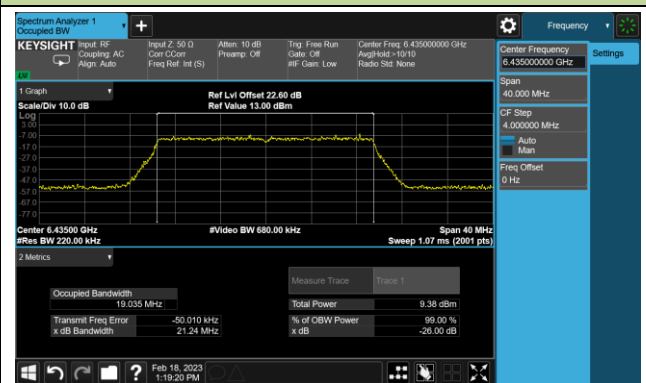 Spectrum Analyzer 1
Occupied BW
Frequency
KEYSIGHT
Input: RF
Coupling: AC
Align: Auto
Input Z: 50 Ω
Corr CCorr
Freq Ref: Int (S)
Atten: 10 dB
Preamp: Off
Trig: Free Run
Gate: Off
#IF Gain: Low
Center Freq: 6.435000000 GHz
Avg|Hold:>10/10
Radio Std: None
Center Frequency
6.435000000 GHz
Settings
Span
40.000 MHz
CF Step
4.000000 MHz
Auto
Man
Freq Offset
0 Hz
1 Graph
Scale/Div 10.0 dB
Ref Lvl Offset 22.60 dB
Ref Value 13.00 dBm
Log
3.00
-7.00
-17.0
-27.0
-37.0
-47.0
-57.0
-67.0
-77.0
Center 6.43500 GHz
#Res BW 220.00 kHz
#Video BW 680.00 kHz
Span 40 MHz
Sweep 1.07 ms (2001 pts)
2 Metrics
Measure Trace
Trace 1
Occupied Bandwidth
19.035 MHz
Total Power
9.38 dBm
Transmit Freq Error
-50.010 kHz
% of OBW Power
99.00 %
x dB Bandwidth
21.24 MHz
x dB
-26.00 dB
?
Feb 18, 2023
1:19:20 PM